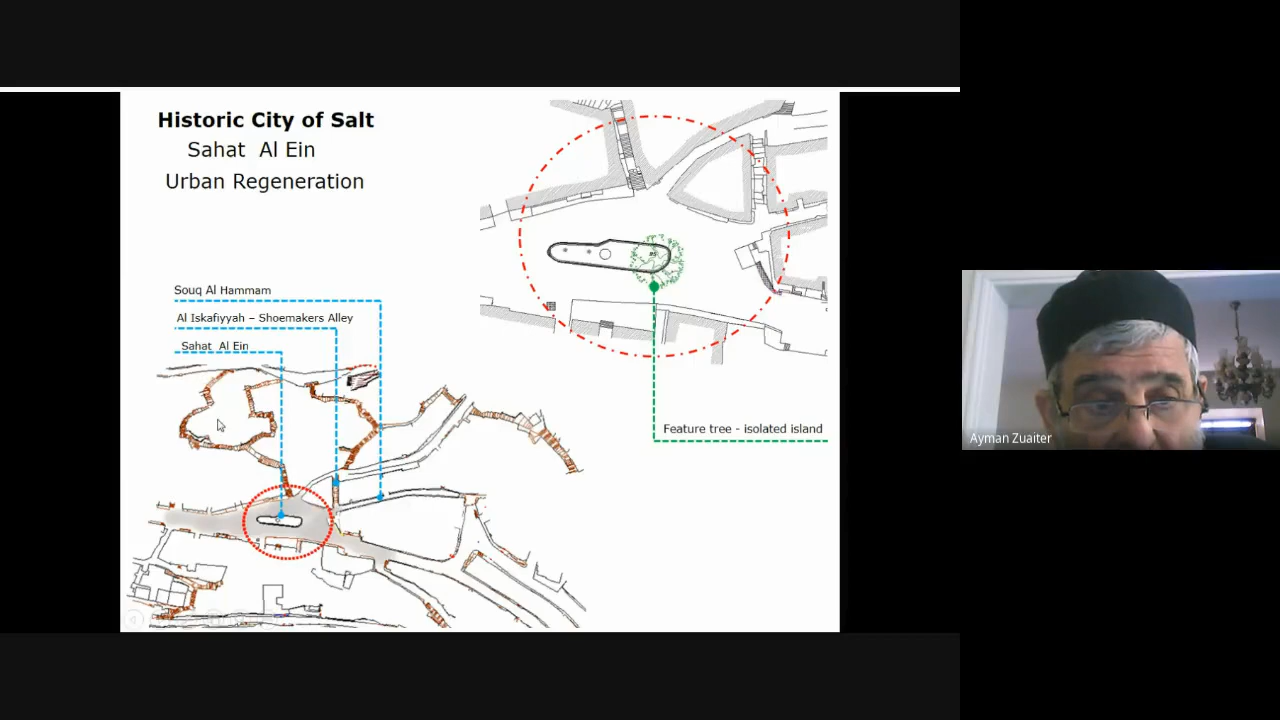 Historic City of Salt
Sahat Al Ein
Urban Regeneration
Souq Al Hammam
Al Iskafiyyah – Shoemakers Alley
Sahat Al Ein
Feature tree - isolated island
Ayman Zuaiter